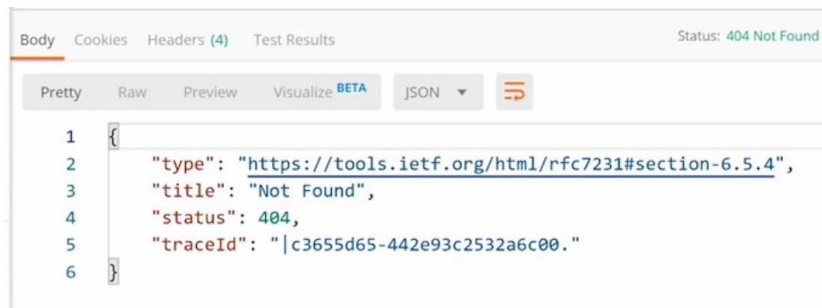 Body Cookies Headers (4) Test Results Status: 404 Not Found
Pretty Raw Preview Visualize BETA JSON
1 {
2 "type": "https://tools.ietf.org/html/rfc7231#section-6.5.4",
3 "title": "Not Found",
4 "status": 404,
5 "traceId": "|c3655d65-442e93c2532a6c00."
6 }